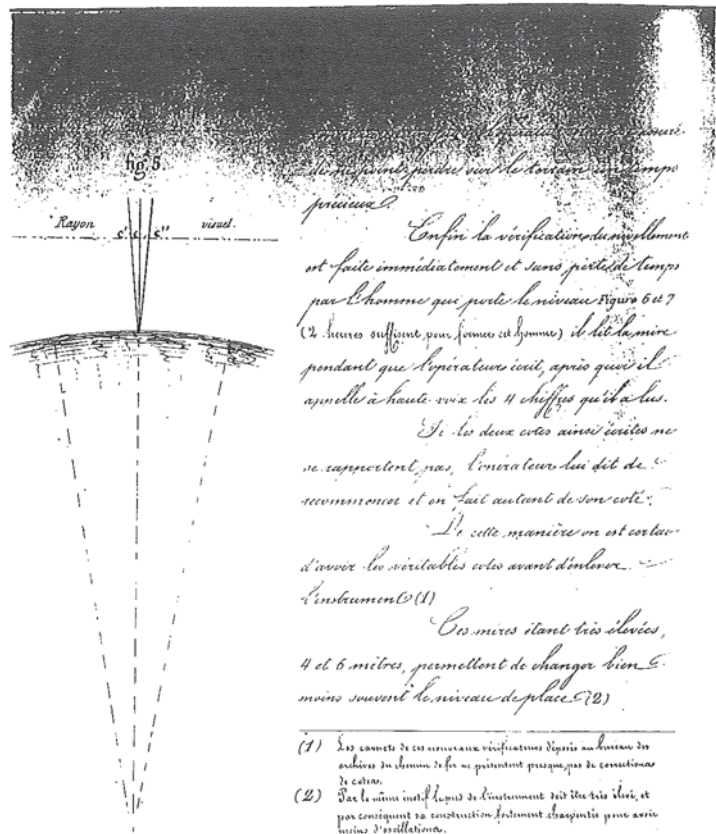 fig. 5.
Rayon c' c c'' visuel.
de ne point perdre sur le terrain un temps
précieux.
Enfin la vérification du nivellement
est faite immédiatement et sans perte de temps
par l'homme qui porte le niveau Figure 6 et 7
(2 heures suffisent pour former cet homme) il lit la mire
pendant que l'opérateur écrit, après quoi il
appelle à haute voix les 4 chiffres qu'il a lus.
Si les deux cotes ainsi écrites ne
se rapportent pas, l'opérateur lui dit de
recommencer et en fait autant de son coté.
De cette manière on est certain
d'avoir les véritables cotes avant d'enlever
l'instrument (1)
Ces mires étant très élevées,
4 et 6 mètres, permettent de changer bien
moins souvent le niveau de place (2)
(1) Les carnets de ces nouveaux vérificateurs déposés au bureau des
archives du chemin de fer ne présentent presque pas de corrections
de cotes.
(2) Par le même motif le pied de l'instrument doit être très élevé, et
par conséquent sa construction fortement charpentée pour avoir
moins d'oscillations.